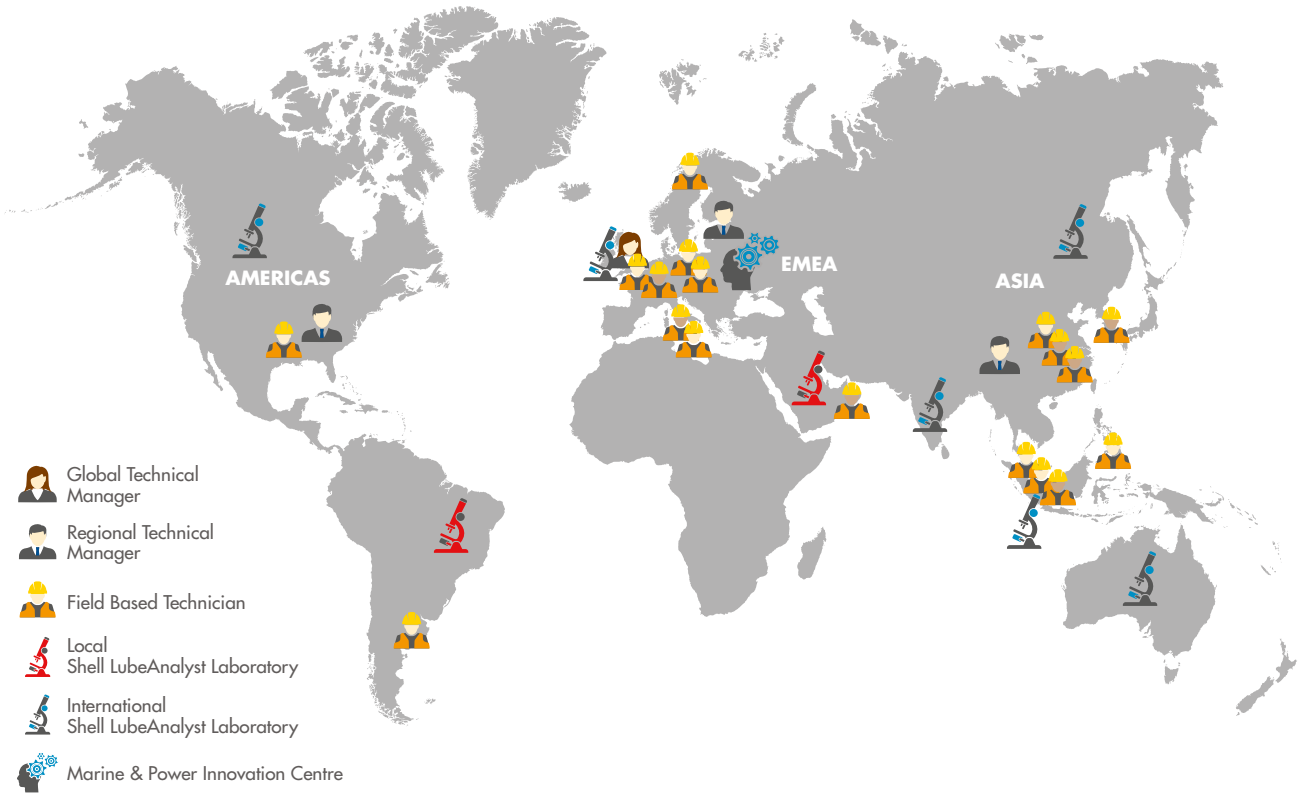 AMERICAS
EMEA
ASIA
Global Technical
Manager
Regional Technical
Manager
Field Based Technician
Local
Shell LubeAnalyst Laboratory
International
Shell LubeAnalyst Laboratory
Marine & Power Innovation Centre